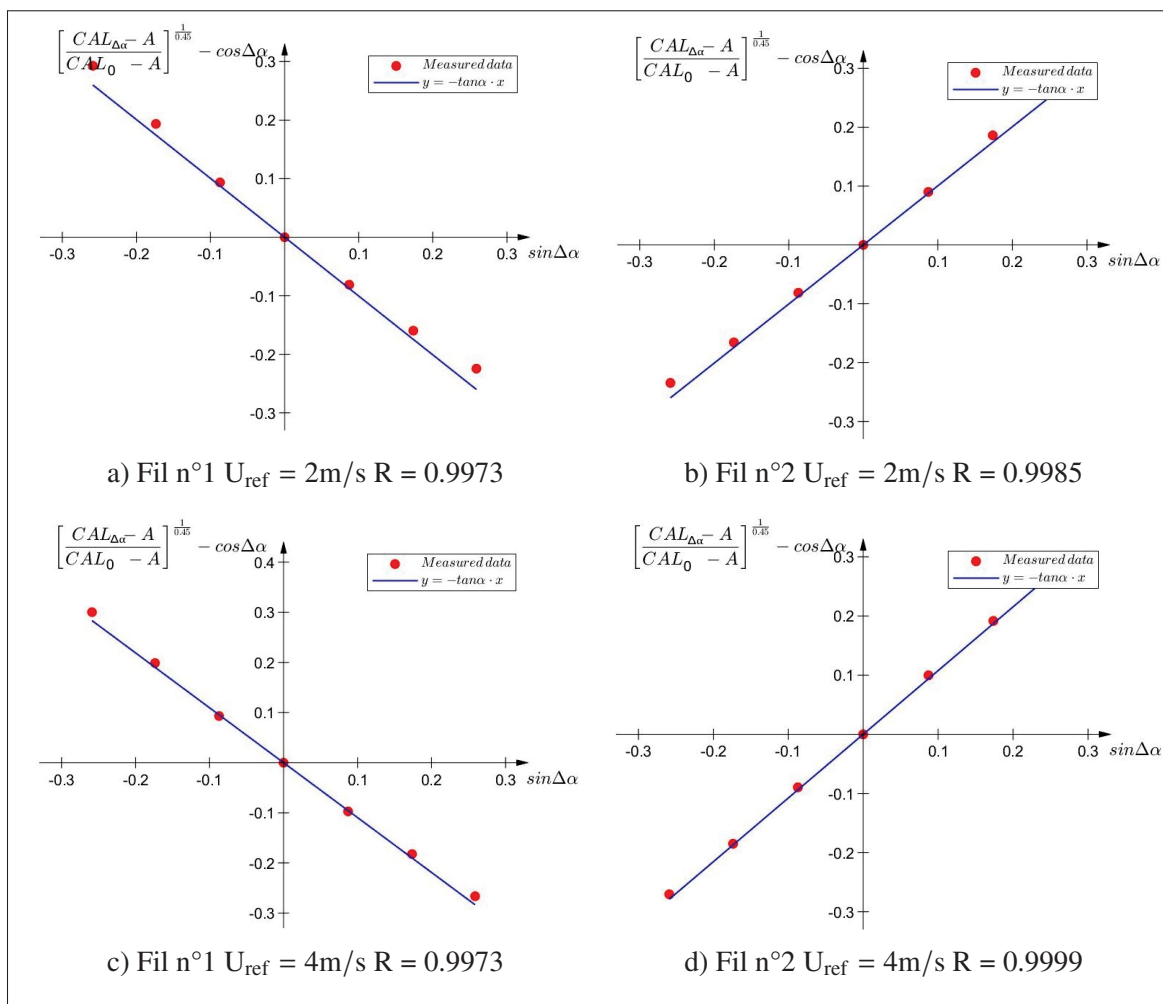 [CAL_Δα − A / CAL_0 − A]^(1/0.45) − cosΔα
Measured data
y = −tanα · x
0.3
0.2
0.1
-0.1
-0.2
-0.3
-0.3 -0.2 -0.1 0.1 0.2 0.3
sinΔα
a) Fil n°1 U_ref = 2m/s R = 0.9973
[CAL_Δα − A / CAL_0 − A]^(1/0.45) − cosΔα
Measured data
y = −tanα · x
0.3
0.2
0.1
-0.1
-0.2
-0.3
-0.3 -0.2 -0.1 0.1 0.2 0.3
sinΔα
b) Fil n°2 U_ref = 2m/s R = 0.9985
[CAL_Δα − A / CAL_0 − A]^(1/0.45) − cosΔα
Measured data
y = −tanα · x
0.4
0.3
0.2
0.1
-0.1
-0.2
-0.3
-0.3 -0.2 -0.1 0.1 0.2 0.3
sinΔα
c) Fil n°1 U_ref = 4m/s R = 0.9973
[CAL_Δα − A / CAL_0 − A]^(1/0.45) − cosΔα
Measured data
y = −tanα · x
0.3
0.2
0.1
-0.1
-0.2
-0.3
-0.3 -0.2 -0.1 0.1 0.2 0.3
sinΔα
d) Fil n°2 U_ref = 4m/s R = 0.9999